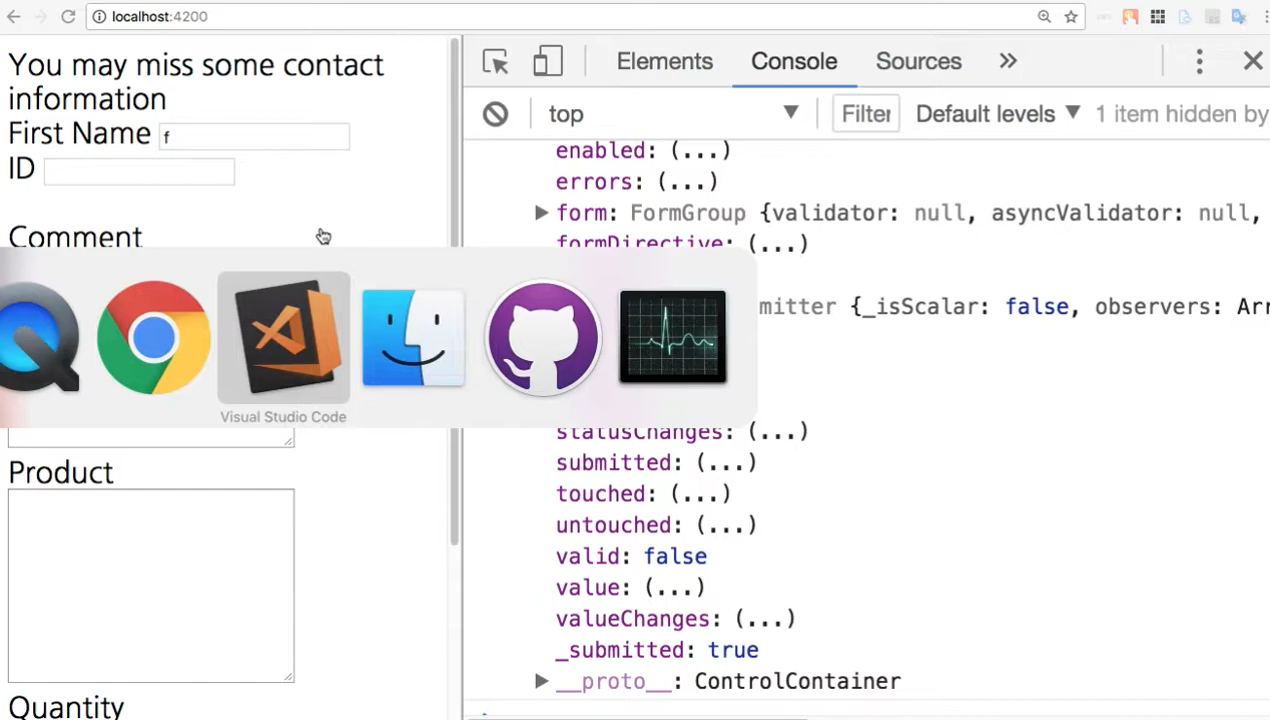 localhost:4200
You may miss some contact
information
First Name f
ID
Comment
Product
Quantity
Visual Studio Code
Elements Console Sources »
top Filter Default levels 1 item hidden by
enabled: (...)
errors: (...)
form: FormGroup {validator: null, asyncValidator: null,
formDirective: (...)
mitter {_isScalar: false, observers: Arr
statusChanges: (...)
submitted: (...)
touched: (...)
untouched: (...)
valid: false
value: (...)
valueChanges: (...)
_submitted: true
__proto__: ControlContainer